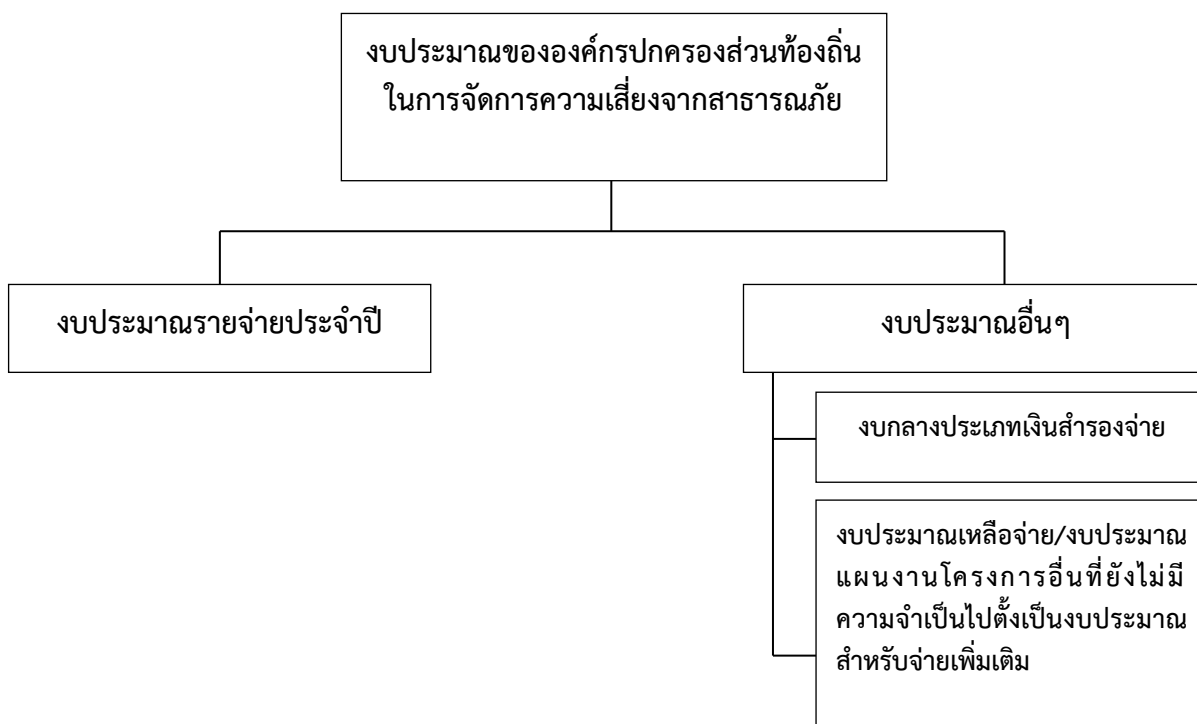 งบประมาณขององค์กรปกครองส่วนท้องถิ่น
ในการจัดการความเสี่ยงจากสาธารณภัย
งบประมาณรายจ่ายประจำปี
งบประมาณอื่นๆ
งบกลางประเภทเงินสำรองจ่าย
งบประมาณเหลือจ่าย/งบประมาณ
แผนงานโครงการอื่นที่ยังไม่มี
ความจำเป็นไปตั้งเป็นงบประมาณ
สำหรับจ่ายเพิ่มเติม